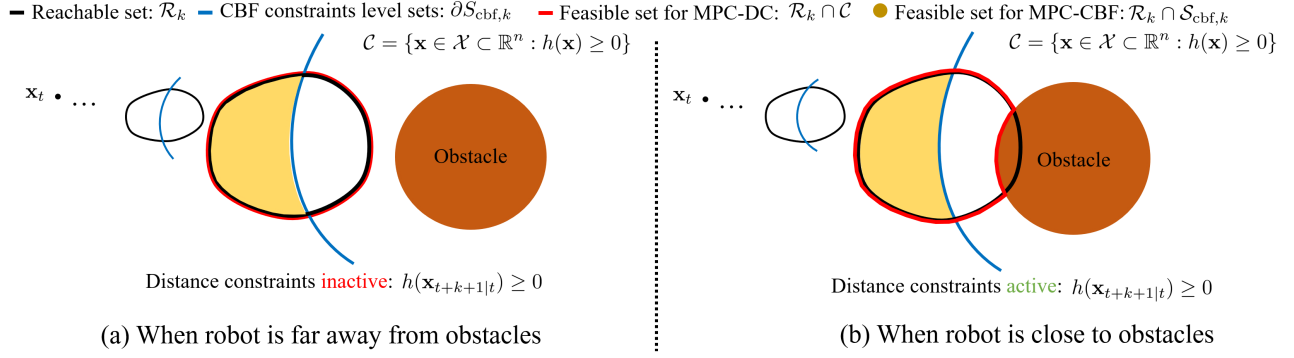 Reachable set: $\mathcal{R}_k$ CBF constraints level sets: $\partial S_{\mathrm{cbf},k}$ Feasible set for MPC-DC: $\mathcal{R}_k \cap \mathcal{C}$ Feasible set for MPC-CBF: $\mathcal{R}_k \cap \mathcal{S}_{\mathrm{cbf},k}$
$\mathcal{C} = \{\mathbf{x} \in \mathcal{X} \subset \mathbb{R}^n : h(\mathbf{x}) \geq 0\}$
$\mathbf{x}_t$ • ...
Obstacle
Distance constraints inactive: $h(\mathbf{x}_{t+k+1|t}) \geq 0$
(a) When robot is far away from obstacles
$\mathcal{C} = \{\mathbf{x} \in \mathcal{X} \subset \mathbb{R}^n : h(\mathbf{x}) \geq 0\}$
$\mathbf{x}_t$ • ...
Obstacle
Distance constraints active: $h(\mathbf{x}_{t+k+1|t}) \geq 0$
(b) When robot is close to obstacles